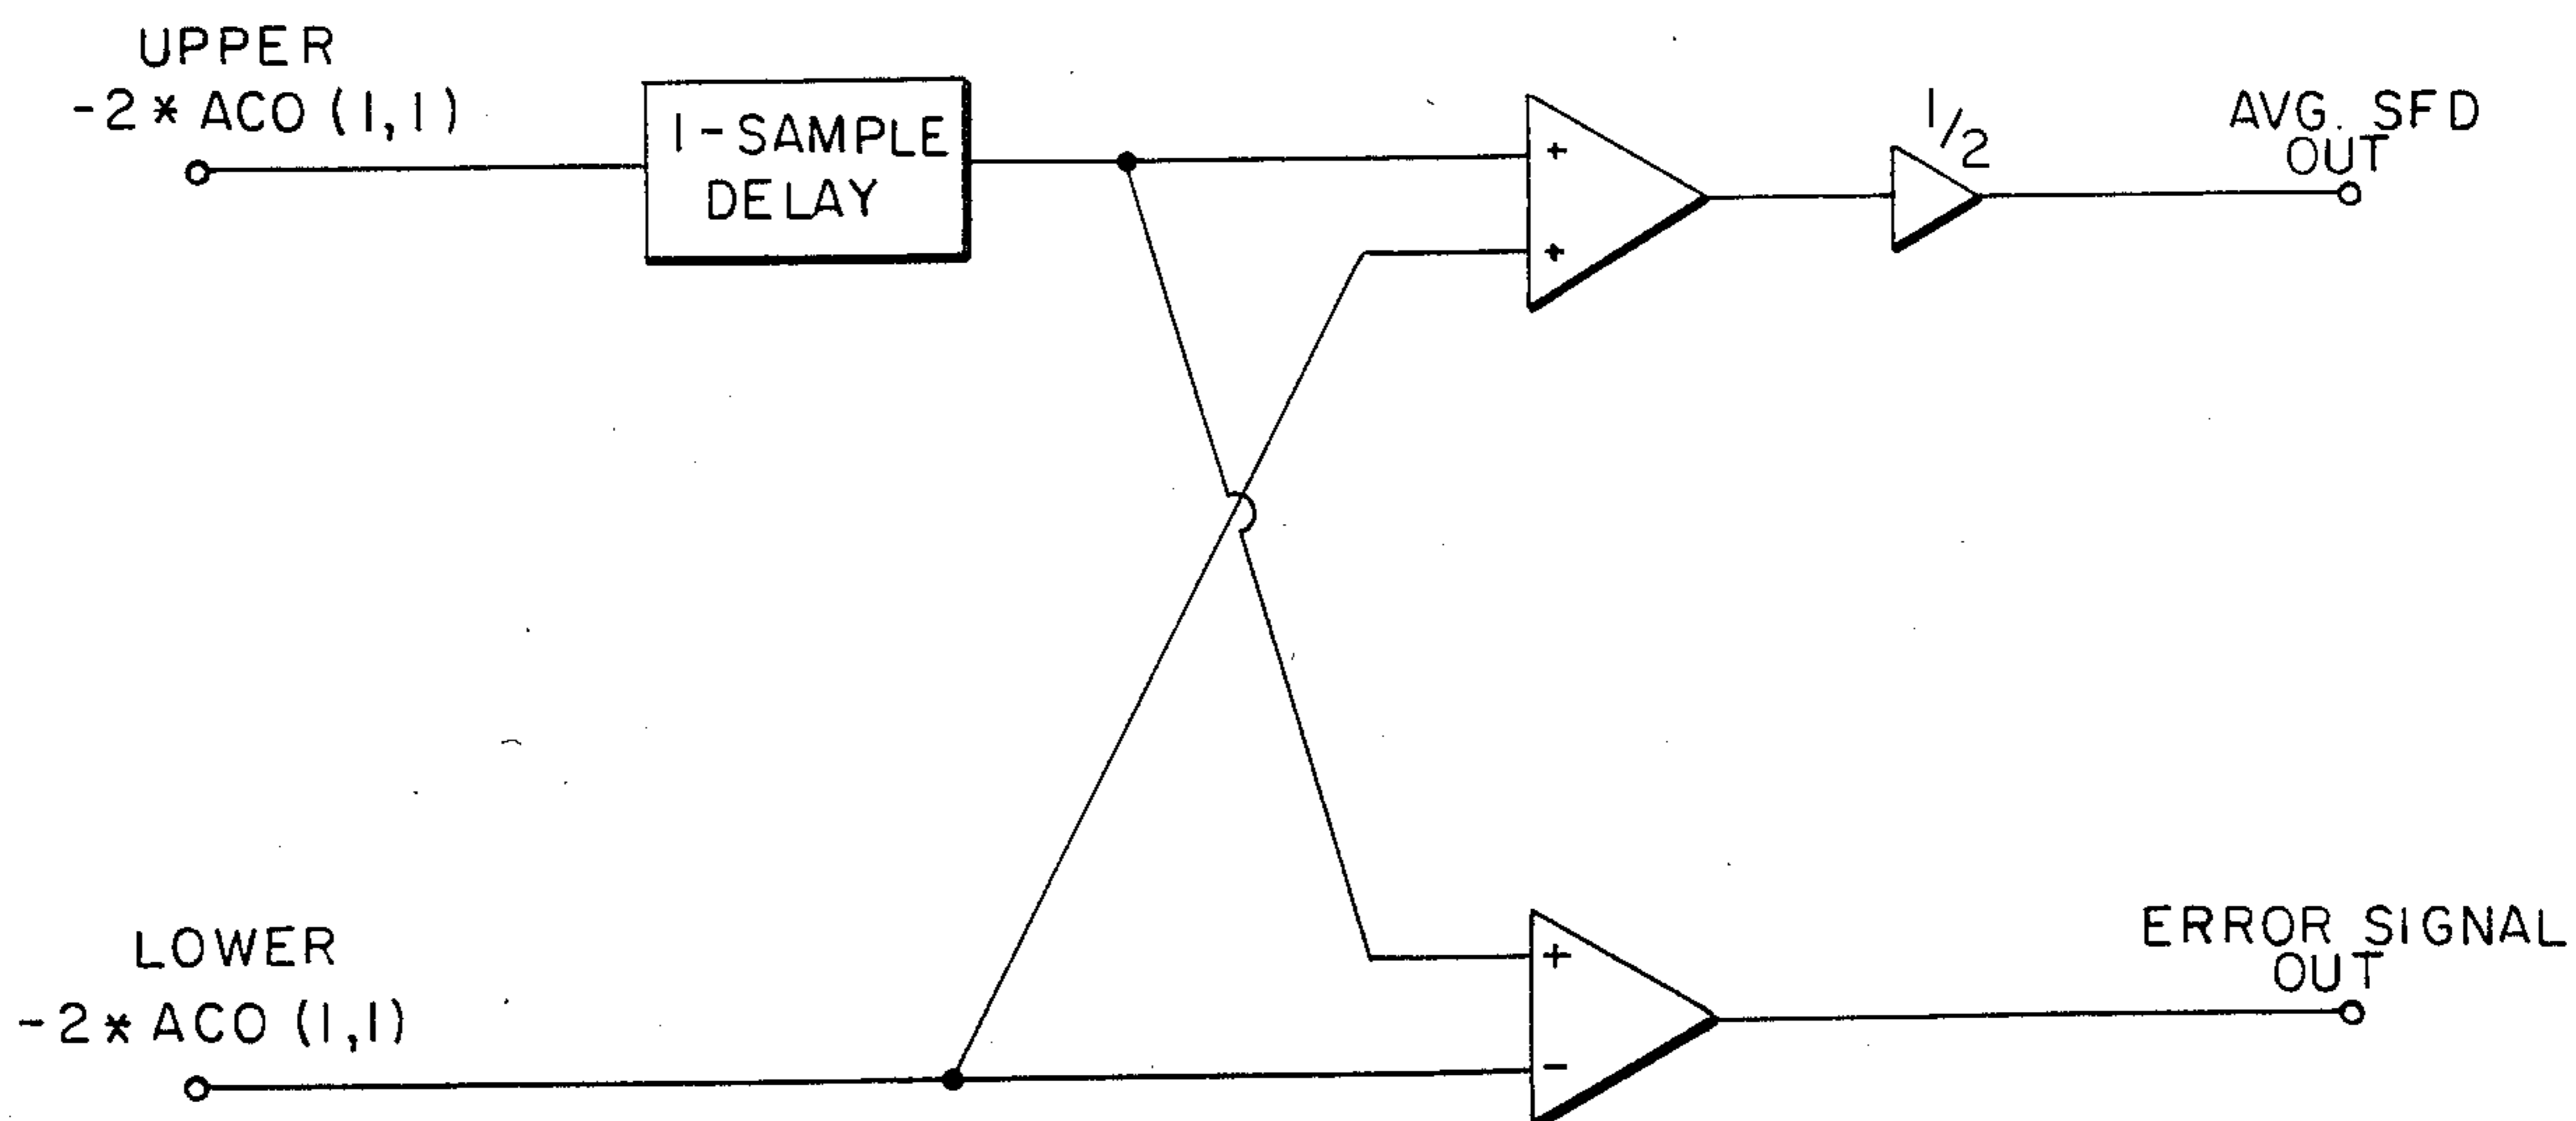 UPPER
-2* ACO (1,1)
1-SAMPLE
DELAY
+
+
1/2
AVG. SFD
OUT
LOWER
-2* ACO (1,1)
+
-
ERROR SIGNAL
OUT